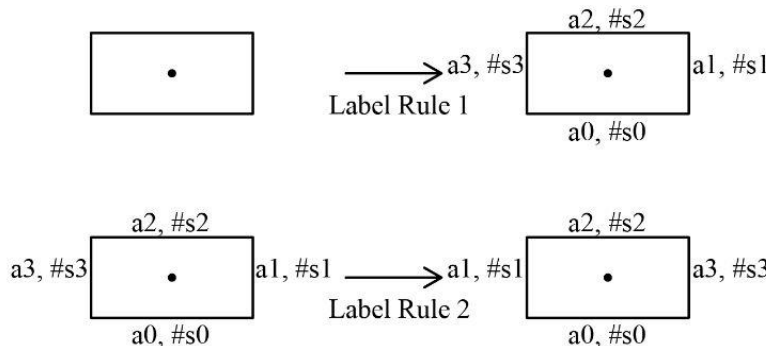 a2, #s2
a3, #s3
a1, #s1
Label Rule 1
a0, #s0
a2, #s2
a2, #s2
a3, #s3
a1, #s1
a1, #s1
a3, #s3
Label Rule 2
a0, #s0
a0, #s0